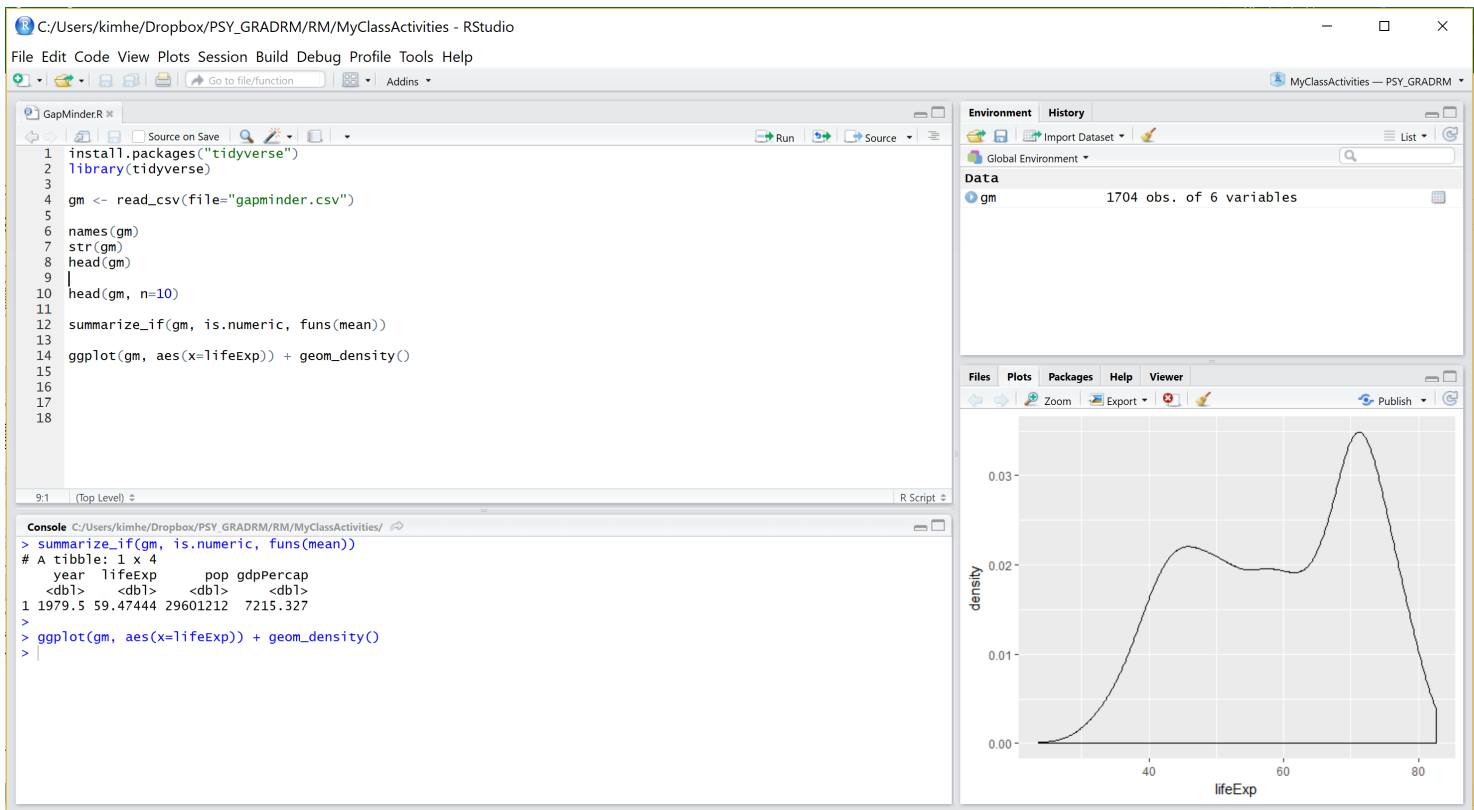 C:/Users/kimhe/Dropbox/PSY_GRADRM/RM/MyClassActivities - RStudio
File Edit Code View Plots Session Build Debug Profile Tools Help
Go to file/function Addins MyClassActivities — PSY_GRADRM
GapMinder.R
Source on Save Run Source
1 install.packages("tidyverse")
2 library(tidyverse)
3
4 gm <- read_csv(file="gapminder.csv")
5
6 names(gm)
7 str(gm)
8 head(gm)
9
10 head(gm, n=10)
11
12 summarize_if(gm, is.numeric, funs(mean))
13
14 ggplot(gm, aes(x=lifeExp)) + geom_density()
15
16
17
18
9:1 (Top Level) R Script
Console C:/Users/kimhe/Dropbox/PSY_GRADRM/RM/MyClassActivities/
> summarize_if(gm, is.numeric, funs(mean))
# A tibble: 1 x 4
year lifeExp pop gdpPercap
<dbl> <dbl> <dbl> <dbl>
1 1979.5 59.47444 29601212 7215.327
>
> ggplot(gm, aes(x=lifeExp)) + geom_density()
>
Environment History
Import Dataset List
Global Environment
Data
gm 1704 obs. of 6 variables
Files Plots Packages Help Viewer
Zoom Export Publish
0.03
0.02
0.01
0.00
density
40 60 80
lifeExp